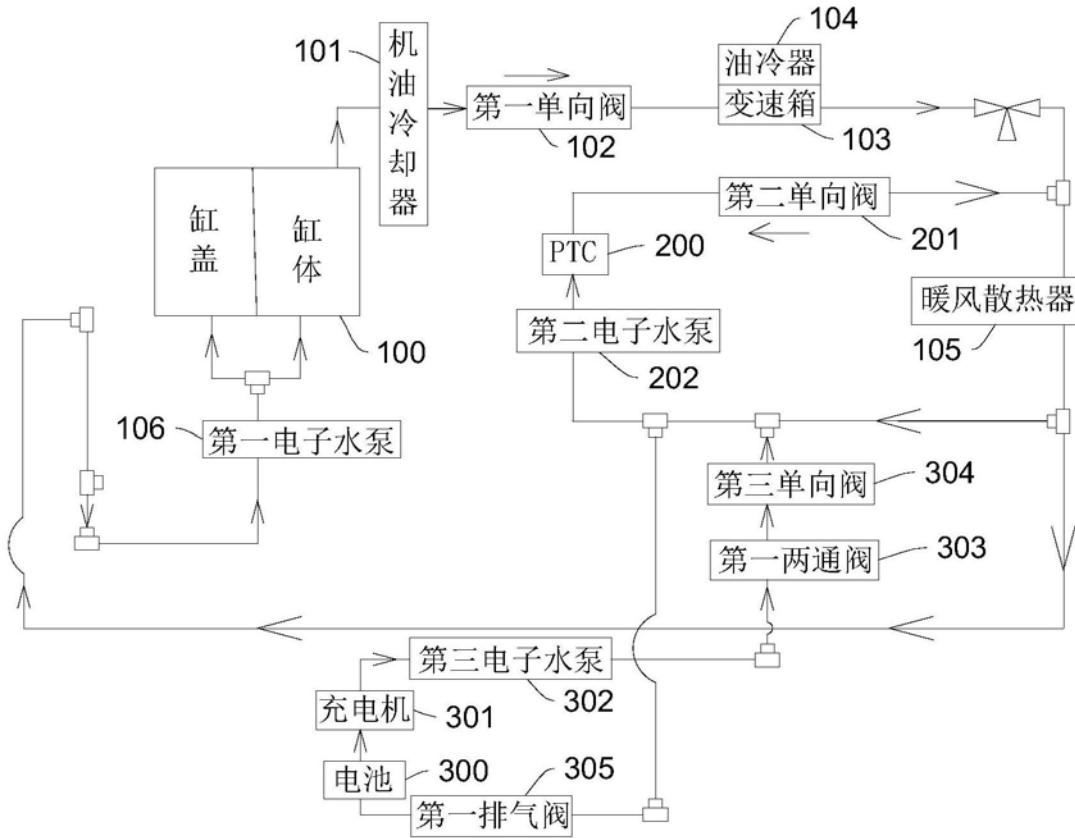 104
油冷器
101
机油冷却器
第一单向阀
102
变速箱
103
缸盖
缸体
100
第二单向阀
201
PTC
200
暖风散热器
105
第二电子水泵
202
106
第一电子水泵
第三单向阀
304
第一两通阀
303
第三电子水泵
302
充电机
301
电池
300
305
第一排气阀